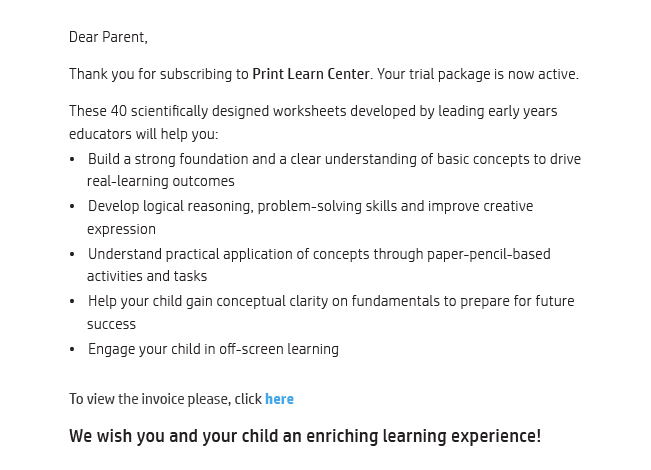 Dear Parent,
Thank you for subscribing to Print Learn Center. Your trial package is now active.
These 40 scientifically designed worksheets developed by leading early years
educators will help you:
• Build a strong foundation and a clear understanding of basic concepts to drive
real-learning outcomes
• Develop logical reasoning, problem-solving skills and improve creative
expression
• Understand practical application of concepts through paper-pencil-based
activities and tasks
• Help your child gain conceptual clarity on fundamentals to prepare for future
success
• Engage your child in off-screen learning
To view the invoice please, click here
We wish you and your child an enriching learning experience!